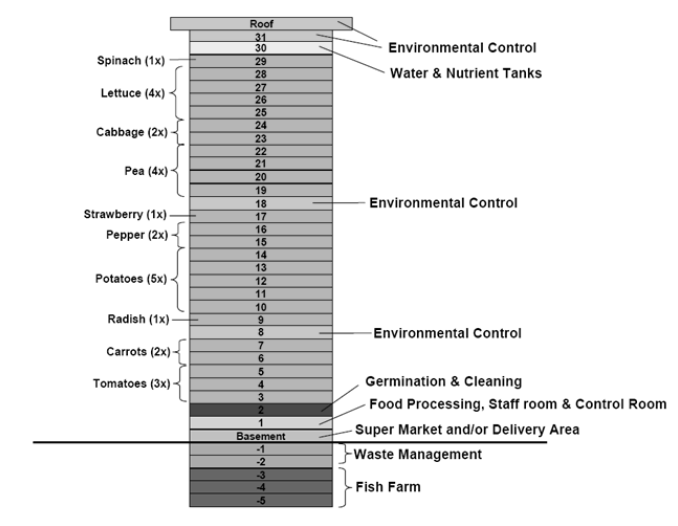 Roof
31
Environmental Control
30
Water & Nutrient Tanks
Spinach (1x)
29
28
Lettuce (4x)
27
26
25
Cabbage (2x)
24
23
22
Pea (4x)
21
20
19
18
Environmental Control
Strawberry (1x)
17
Pepper (2x)
16
15
14
Potatoes (5x)
13
12
11
10
Radish (1x)
9
8
Environmental Control
Carrots (2x)
7
6
Tomatoes (3x)
5
4
3
Germination & Cleaning
2
Food Processing, Staff room & Control Room
1
Super Market and/or Delivery Area
Basement
-1
Waste Management
-2
-3
-4
Fish Farm
-5